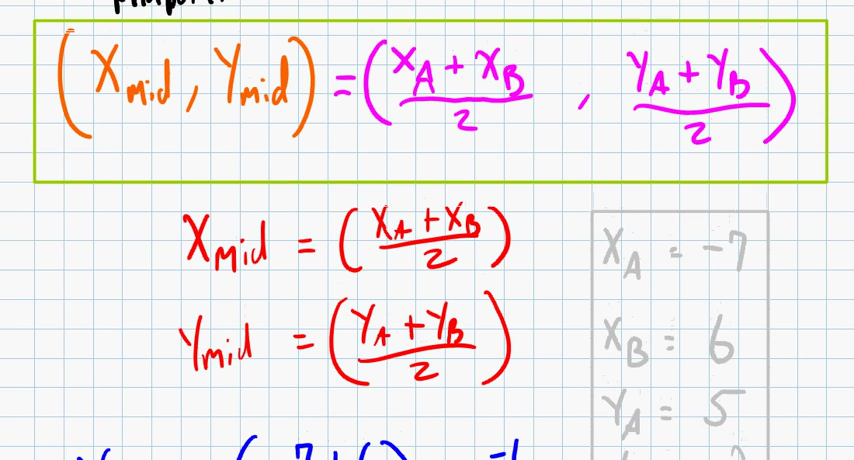 (Xmid, Ymid) = (XA + XB / 2 , YA + YB / 2)
Xmid = (XA + XB / 2)
XA = -7
Ymid = (YA + YB / 2)
XB = 6
YA = 5